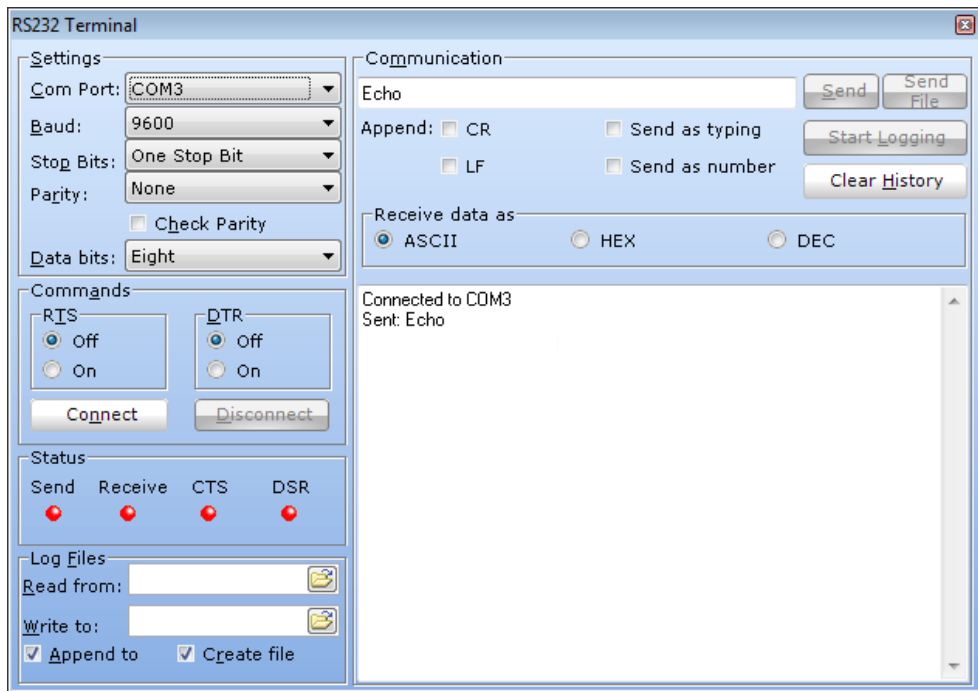 RS232 Terminal
Settings
Com Port: COM3
Baud: 9600
Stop Bits: One Stop Bit
Parity: None
Check Parity
Data bits: Eight
Commands
RTS
Off
On
DTR
Off
On
Connect Disconnect
Status
Send Receive CTS DSR
Log Files
Read from:
Write to:
Append to Create file
Communication
Echo
Send
Send File
Append: CR Send as typing
LF Send as number
Start Logging
Clear History
Receive data as
ASCII HEX DEC
Connected to COM3
Sent: Echo